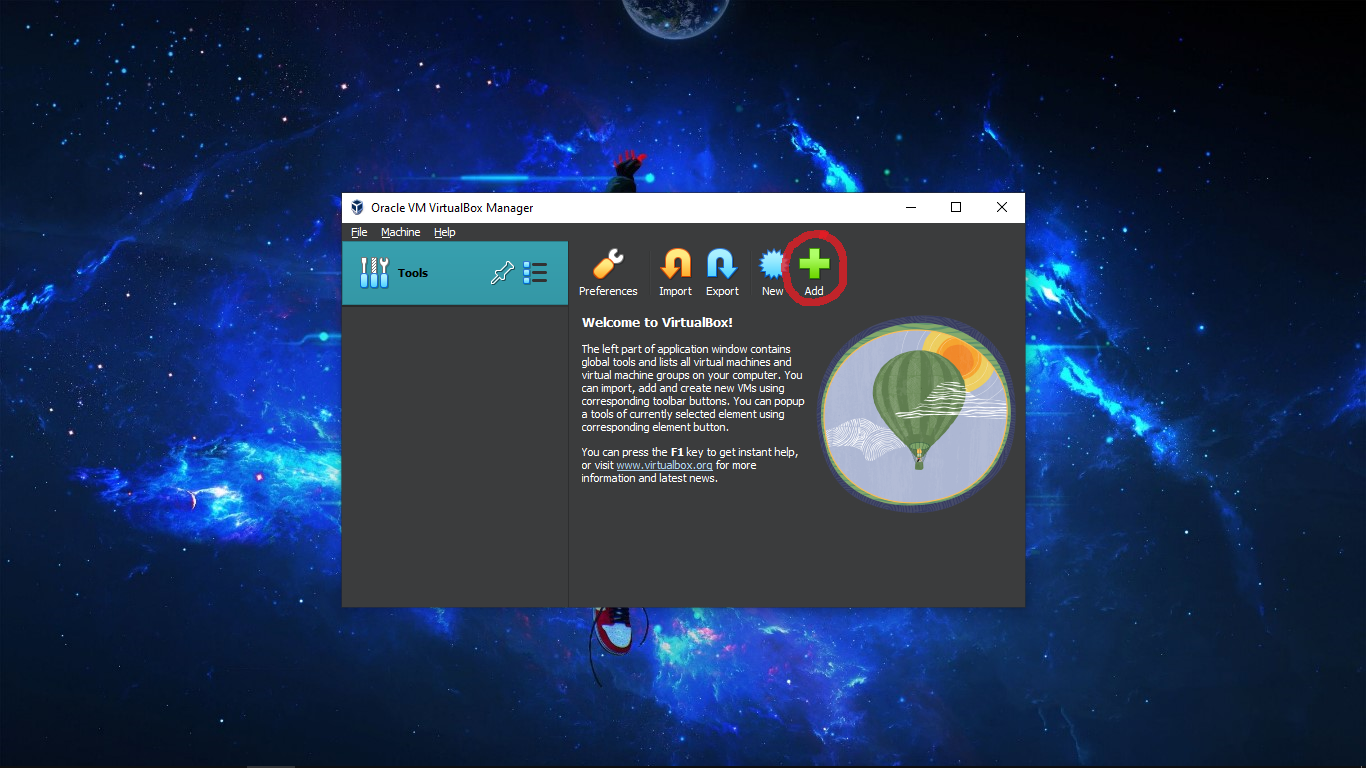 Oracle VM VirtualBox Manager
File Machine Help
Tools
Preferences Import Export New Add
Welcome to VirtualBox!
The left part of application window contains
global tools and lists all virtual machines and
virtual machine groups on your computer. You
can import, add and create new VMs using
corresponding toolbar buttons. You can popup
a tools of currently selected element using
corresponding element button.
You can press the F1 key to get instant help,
or visit www.virtualbox.org for more
information and latest news.